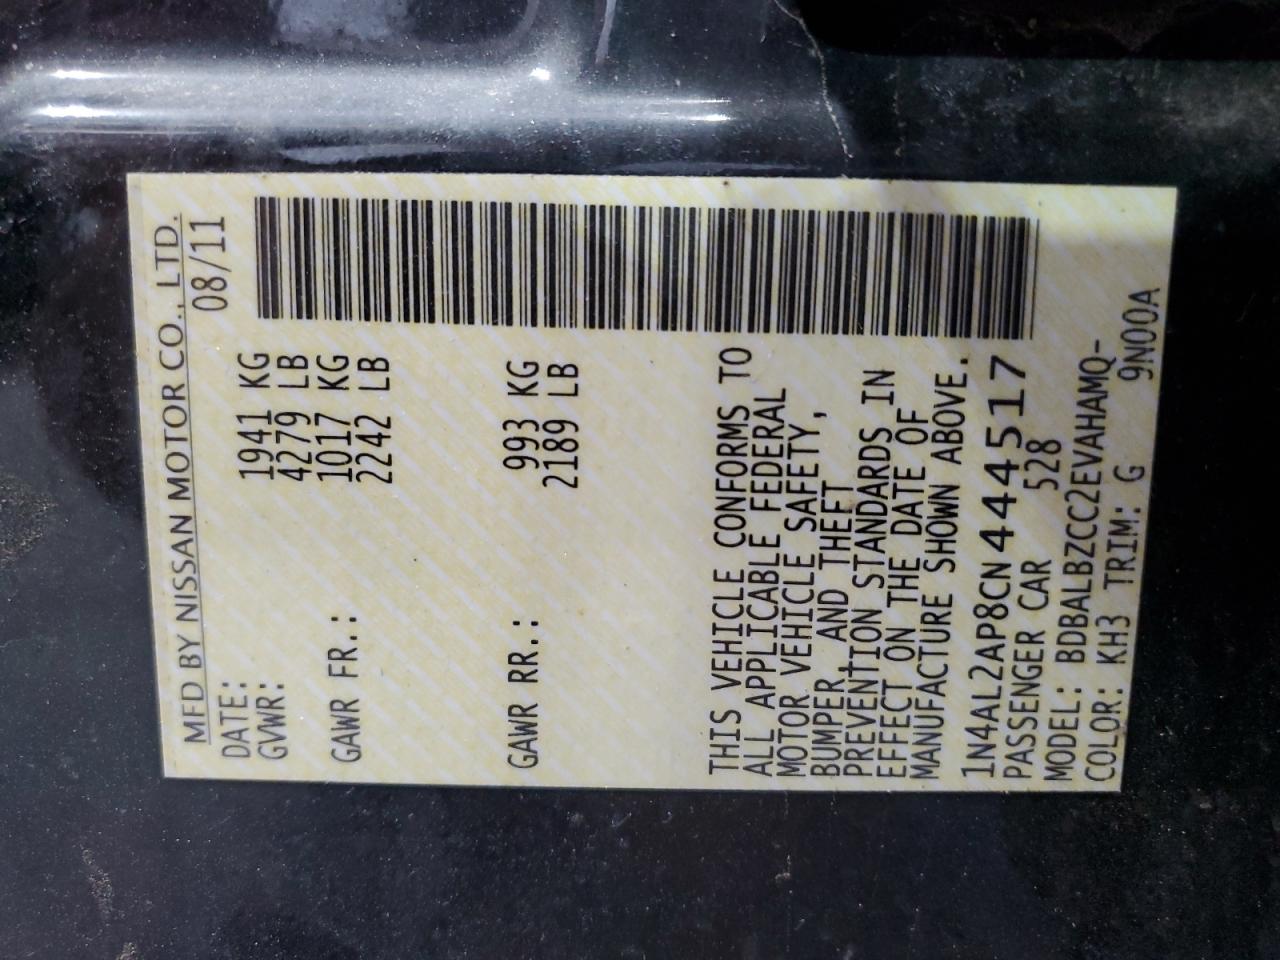 MFD BY NISSAN MOTOR CO., LTD.
DATE: 08/11
GVWR: 1941 KG
4279 LB
GAWR FR.: 1017 KG
2242 LB
GAWR RR.: 993 KG
2189 LB
THIS VEHICLE CONFORMS TO
ALL APPLICABLE FEDERAL
MOTOR VEHICLE SAFETY,
BUMPER, AND THEFT
PREVENTION STANDARDS IN
EFFECT ON THE DATE OF
MANUFACTURE SHOWN ABOVE.
1N4AL2AP8CN444517
PASSENGER CAR 528
MODEL: BDBALBZCC2EVAHAMQ-
COLOR: KH3 TRIM: G 9N00A